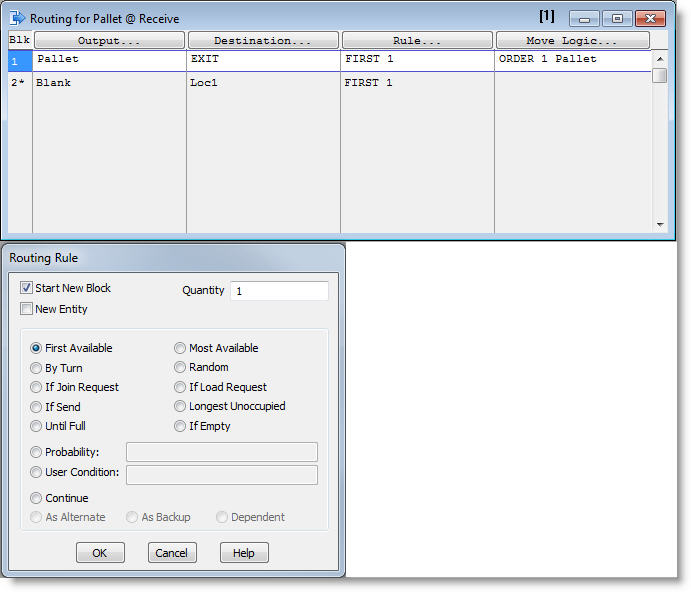 Routing for Pallet @ Receive [1]
Blk Output... Destination... Rule... Move Logic...
1 Pallet EXIT FIRST 1 ORDER 1 Pallet
2* Blank Loc1 FIRST 1
Routing Rule
Start New Block Quantity 1
New Entity
First Available Most Available
By Turn Random
If Join Request If Load Request
If Send Longest Unoccupied
Until Full If Empty
Probability:
User Condition:
Continue
As Alternate As Backup Dependent
OK Cancel Help